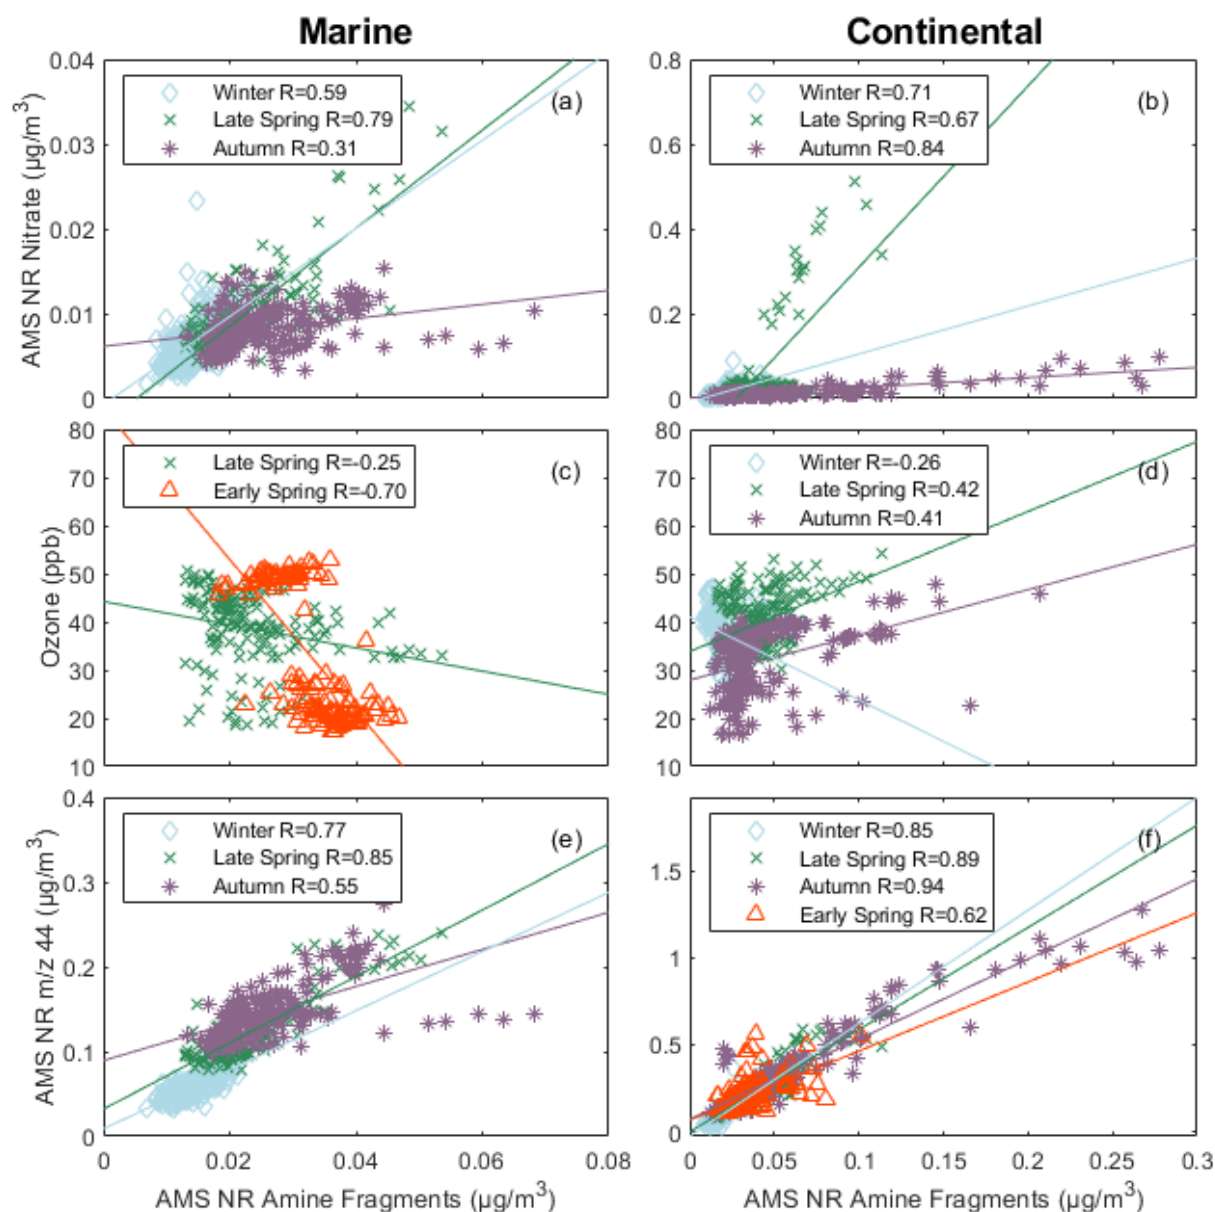 Marine
Continental
AMS NR Nitrate (µg/m³)
0.04
0.03
0.02
0.01
0
Winter R=0.59
Late Spring R=0.79
Autumn R=0.31
(a)
0.8
0.6
0.4
0.2
0
Winter R=0.71
Late Spring R=0.67
Autumn R=0.84
(b)
Ozone (ppb)
80
70
60
50
40
30
20
10
Late Spring R=-0.25
Early Spring R=-0.70
(c)
80
70
60
50
40
30
20
10
Winter R=-0.26
Late Spring R=0.42
Autumn R=0.41
(d)
AMS NR m/z 44 (µg/m³)
0.4
0.3
0.2
0.1
0
Winter R=0.77
Late Spring R=0.85
Autumn R=0.55
(e)
0 0.02 0.04 0.06 0.08
AMS NR Amine Fragments (µg/m³)
1.5
1
0.5
0
Winter R=0.85
Late Spring R=0.89
Autumn R=0.94
Early Spring R=0.62
(f)
0 0.05 0.1 0.15 0.2 0.25 0.3
AMS NR Amine Fragments (µg/m³)